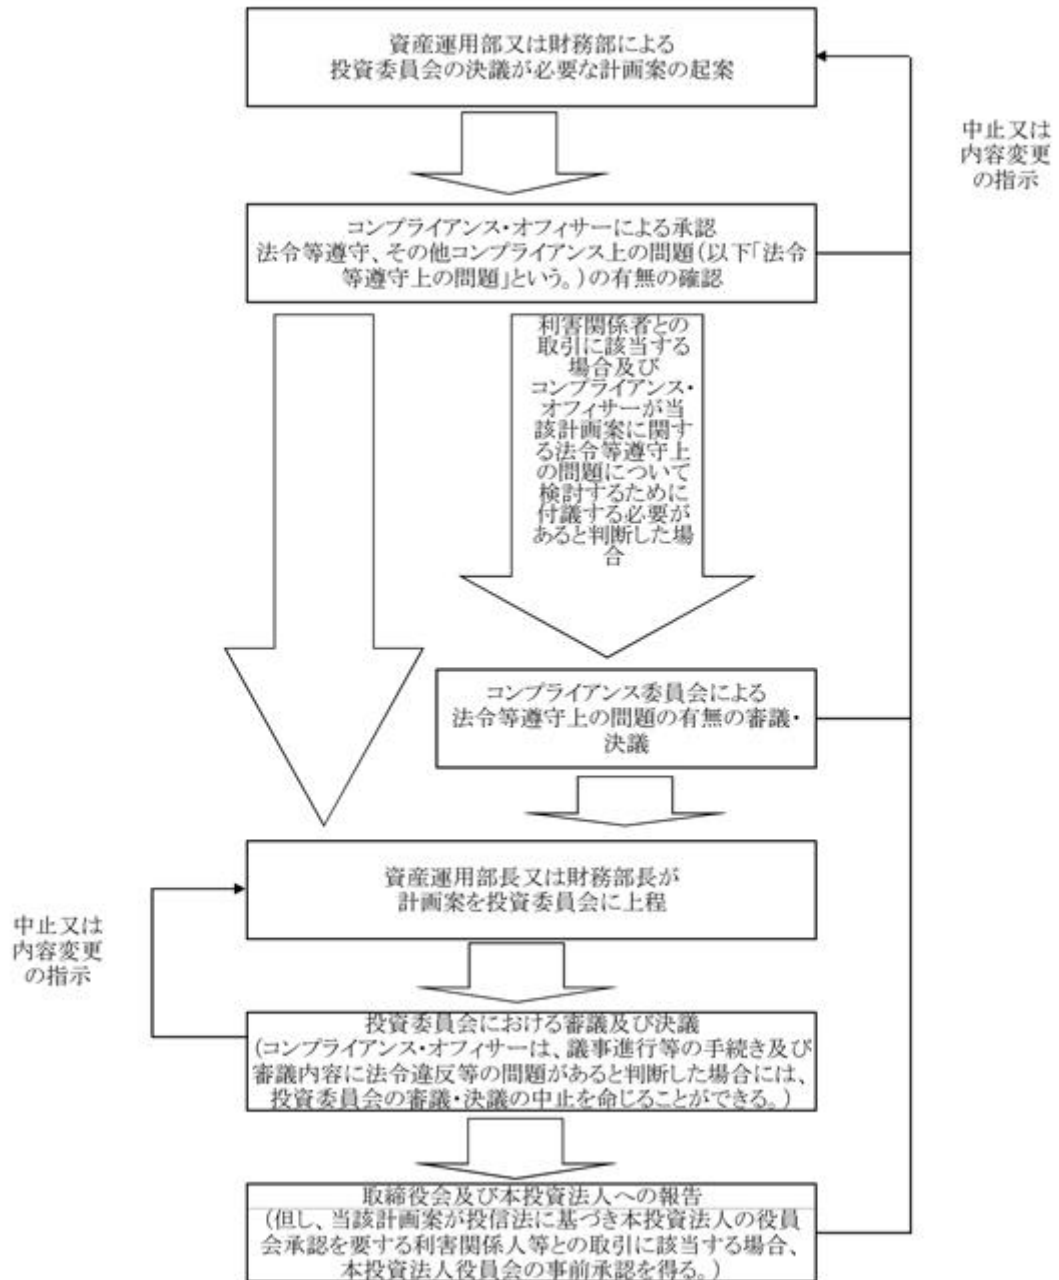 資産運用部又は財務部による
投資委員会の決議が必要な計画案の起案
中止又は
内容変更
の指示
コンプライアンス・オフィサーによる承認
法令等遵守、その他コンプライアンス上の問題(以下「法令
等遵守上の問題」という。)の有無の確認
利害関係者との
取引に該当する
場合及び
コンプライアンス・
オフィサーが当
該計画案に関す
る法令等遵守上
の問題について
検討するために
付議する必要が
あると判断した場
合
コンプライアンス委員会による
法令等遵守上の問題の有無の審議・
決議
資産運用部長又は財務部長が
計画案を投資委員会に上程
中止又は
内容変更
の指示
投資委員会における審議及び決議
(コンプライアンス・オフィサーは、議事進行等の手続き及び
審議内容に法令違反等の問題があると判断した場合には、
投資委員会の審議・決議の中止を命じることができる。)
取締役会及び本投資法人への報告
(但し、当該計画案が投信法に基づき本投資法人の役員
会承認を要する利害関係人等との取引に該当する場合、
本投資法人役員会の事前承認を得る。)